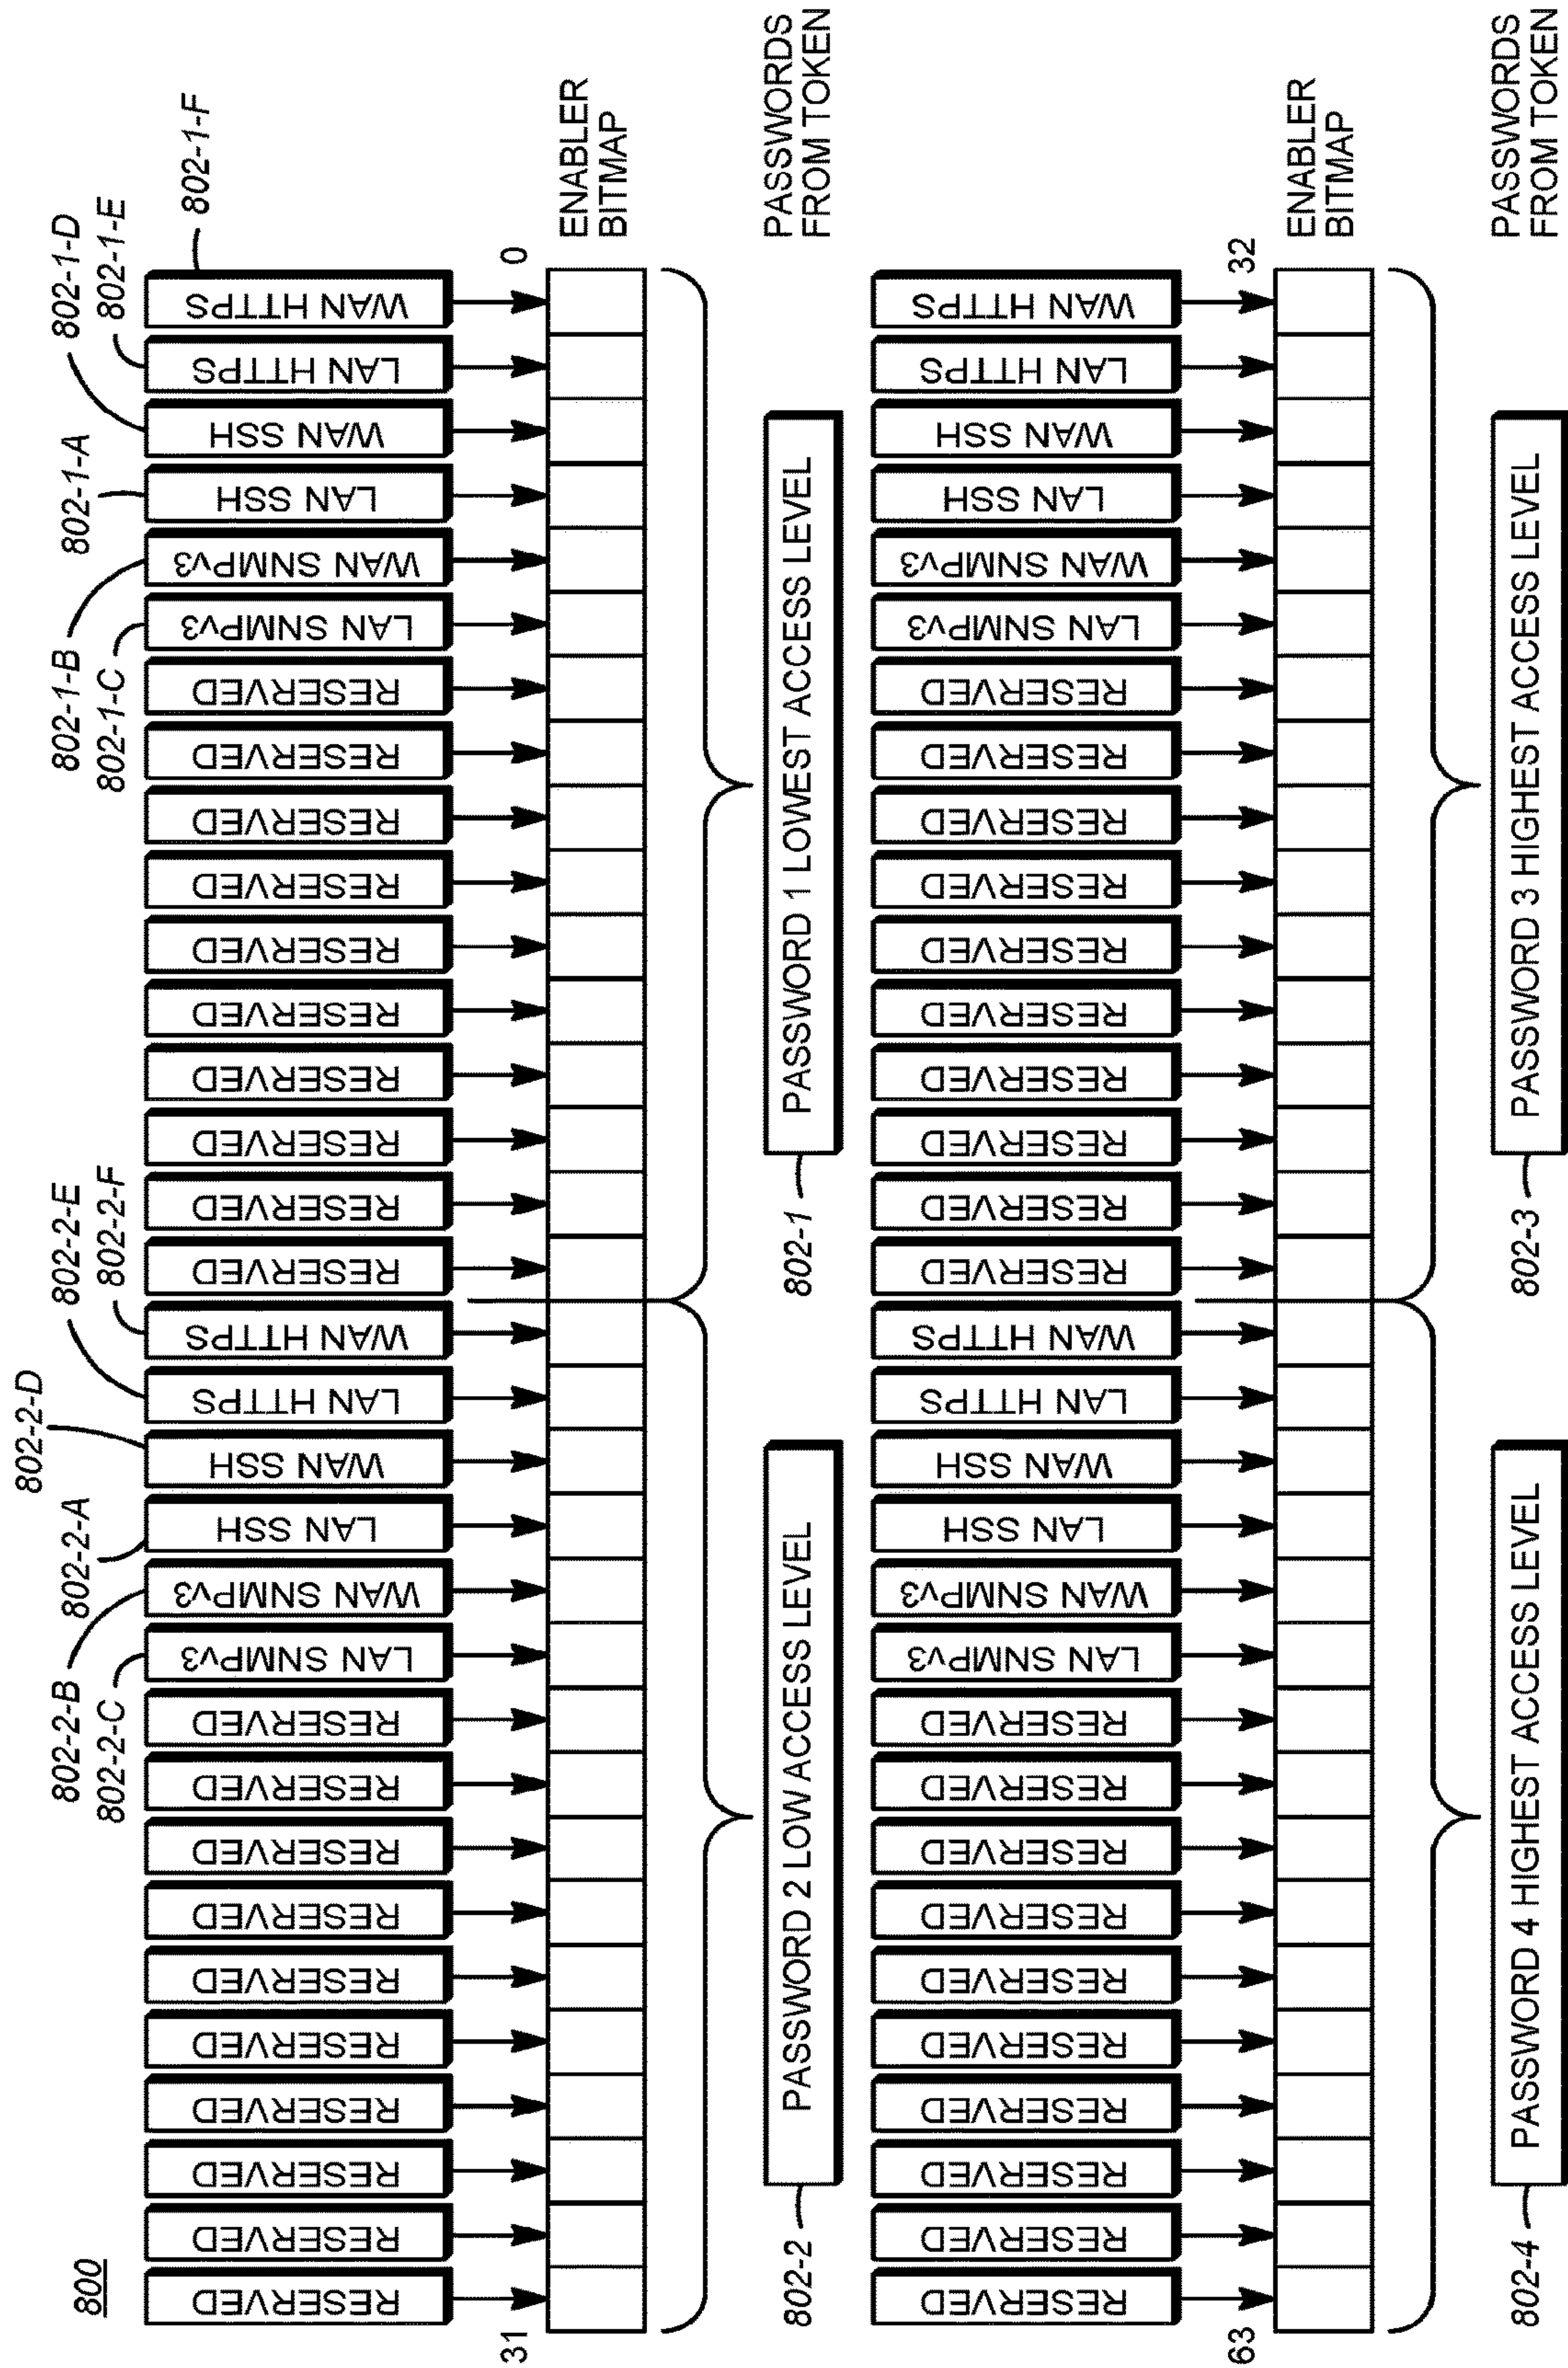 802-2-D
802-2-B
802-2-E
802-1-B
802-1-D
802-2-A
802-1-A
800
802-2-C
802-2-F
802-1-C
802-1-E
802-1-F
RESERVED
RESERVED
RESERVED
RESERVED
RESERVED
RESERVED
RESERVED
RESERVED
RESERVED
RESERVED
LAN SNMPv3
WAN SNMPv3
LAN SSH
WAN SSH
LAN HTTPS
WAN HTTPS
RESERVED
RESERVED
RESERVED
RESERVED
RESERVED
RESERVED
RESERVED
RESERVED
RESERVED
RESERVED
LAN SNMPv3
WAN SNMPv3
LAN SSH
WAN SSH
LAN HTTPS
WAN HTTPS
31
0
ENABLER
BITMAP
802-2
PASSWORD 2 LOW ACCESS LEVEL
802-1
PASSWORD 1 LOWEST ACCESS LEVEL
PASSWORDS
FROM TOKEN
RESERVED
RESERVED
RESERVED
RESERVED
RESERVED
RESERVED
RESERVED
RESERVED
RESERVED
RESERVED
LAN SNMPv3
WAN SNMPv3
LAN SSH
WAN SSH
LAN HTTPS
WAN HTTPS
RESERVED
RESERVED
RESERVED
RESERVED
RESERVED
RESERVED
RESERVED
RESERVED
RESERVED
RESERVED
LAN SNMPv3
WAN SNMPv3
LAN SSH
WAN SSH
LAN HTTPS
WAN HTTPS
63
32
ENABLER
BITMAP
802-4
PASSWORD 4 HIGHEST ACCESS LEVEL
802-3
PASSWORD 3 HIGHEST ACCESS LEVEL
PASSWORDS
FROM TOKEN